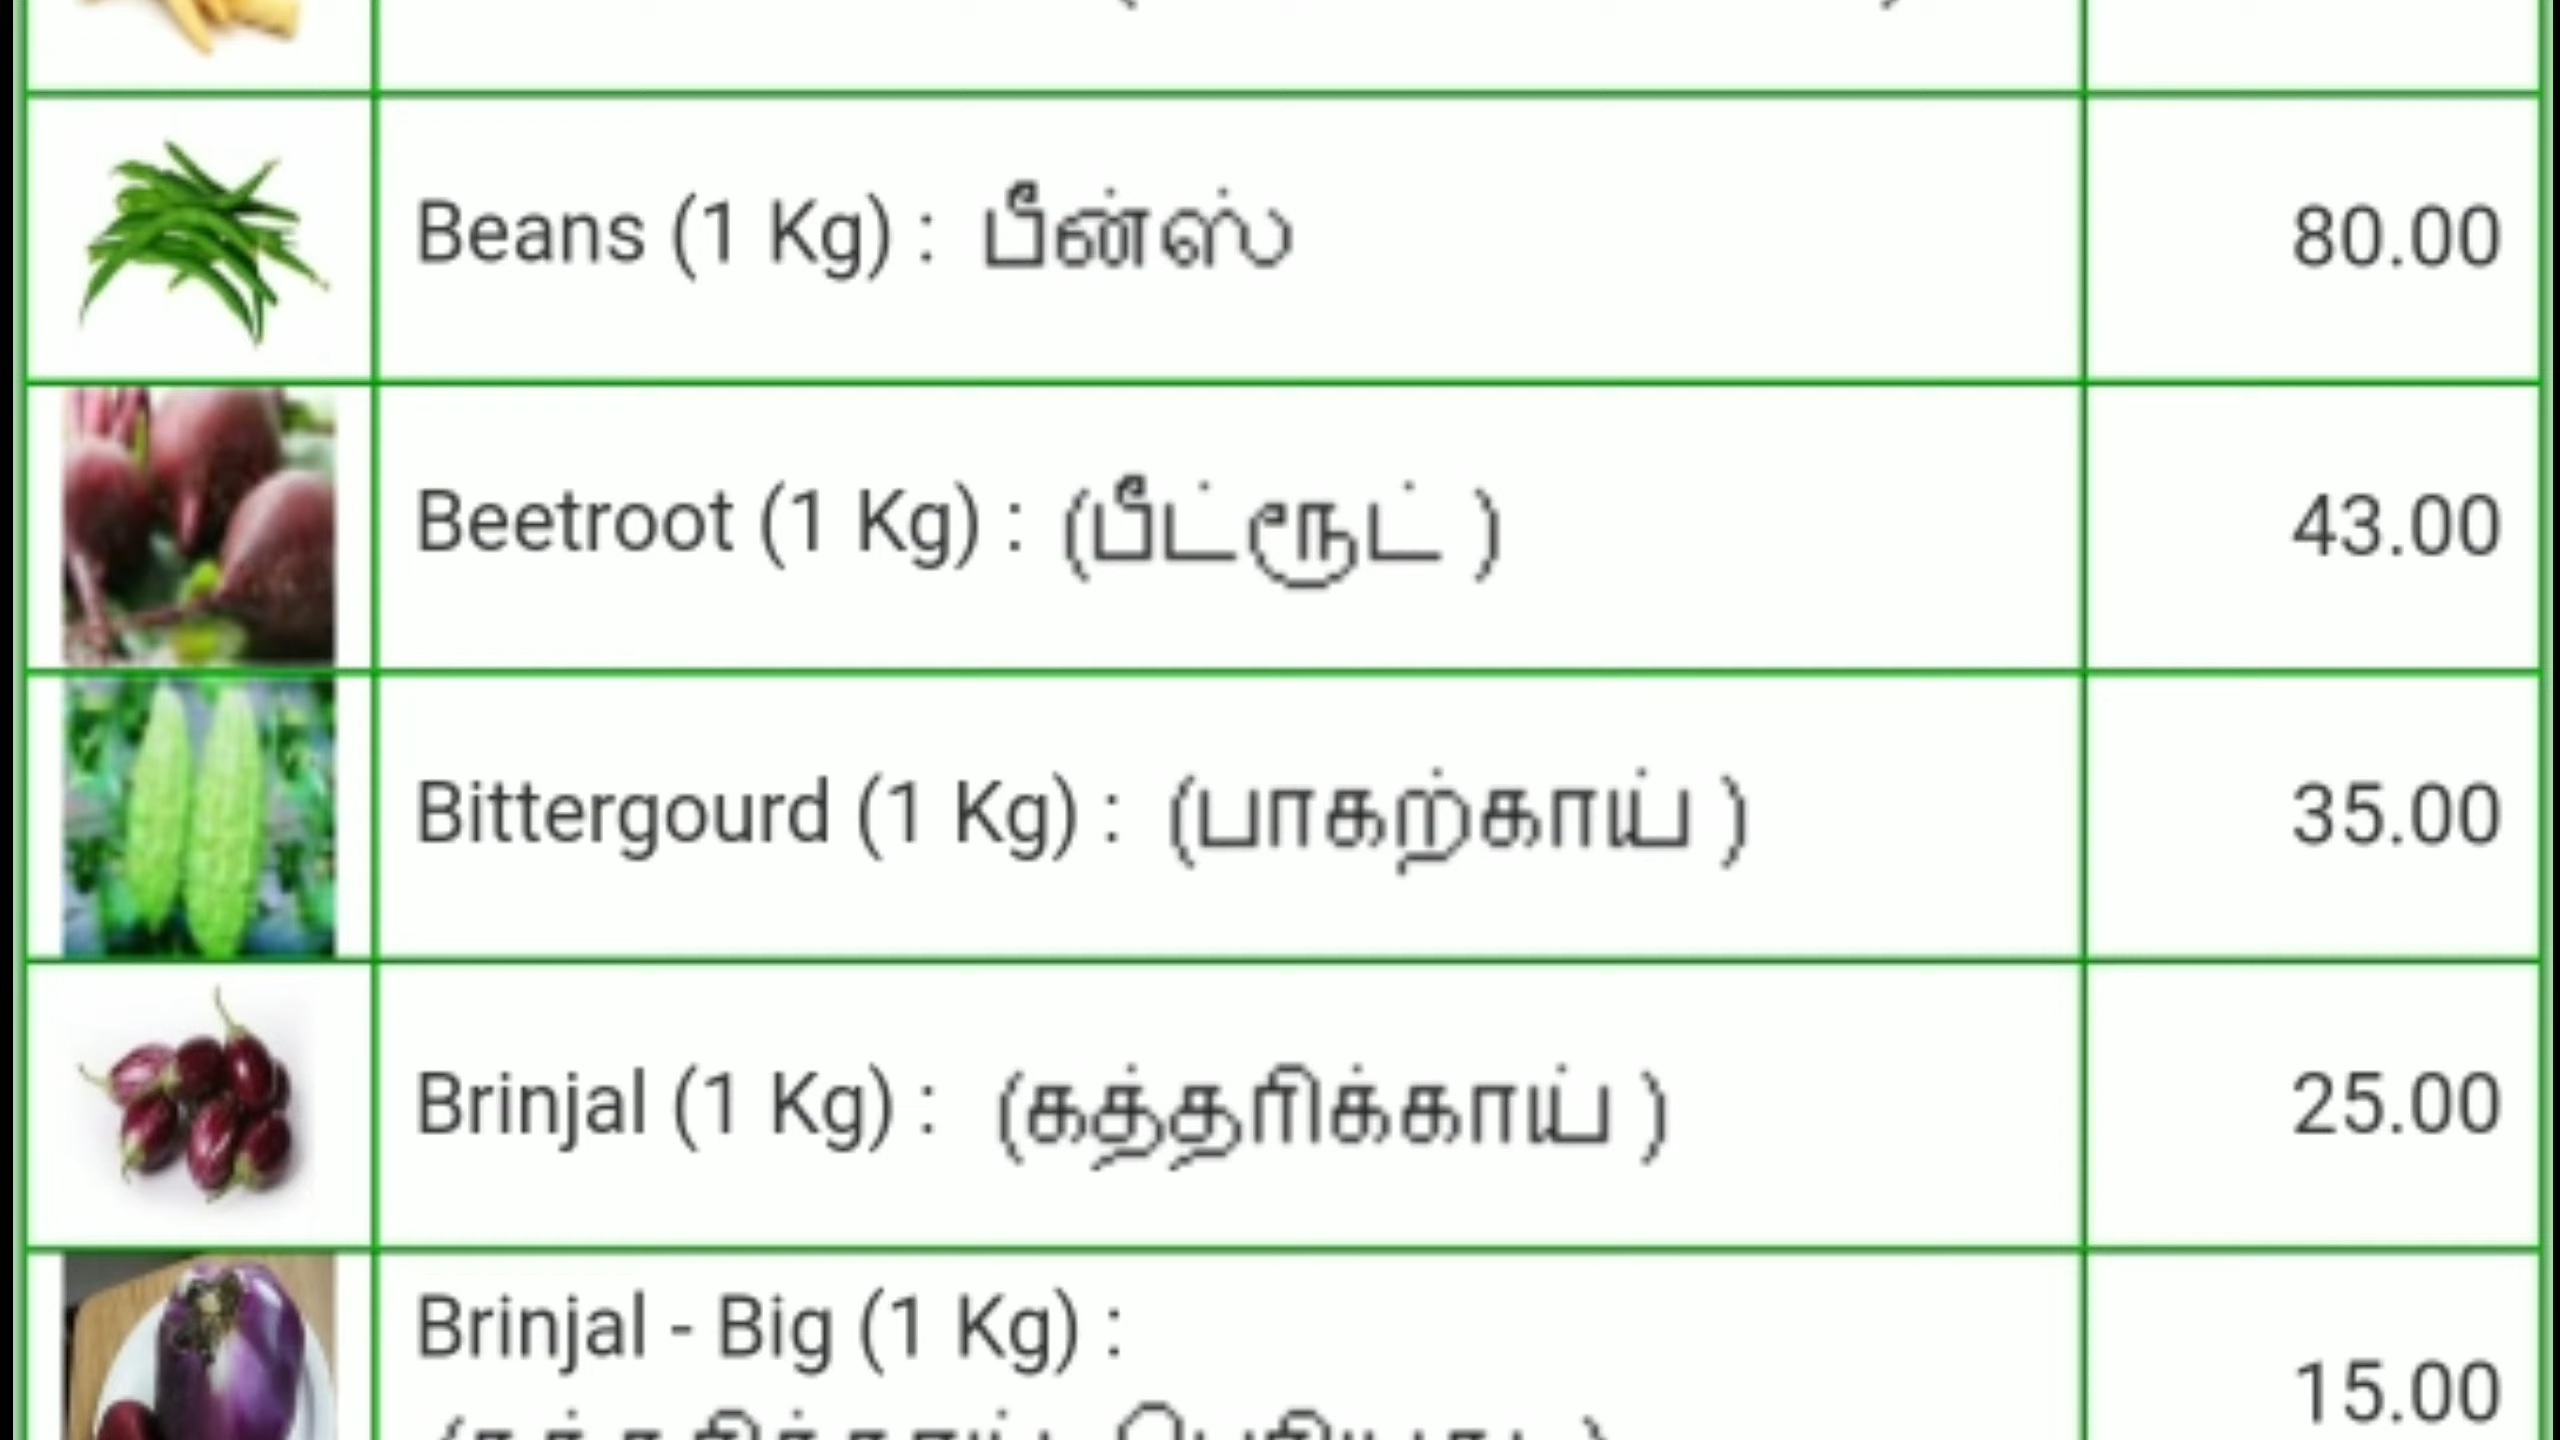 Beans (1 Kg) : பீன்ஸ்
80.00
Beetroot (1 Kg) : (பீட்ரூட் )
43.00
Bittergourd (1 Kg) : (பாகற்காய் )
35.00
Brinjal (1 Kg) : (கத்தரிக்காய் )
25.00
Brinjal - Big (1 Kg) :
15.00